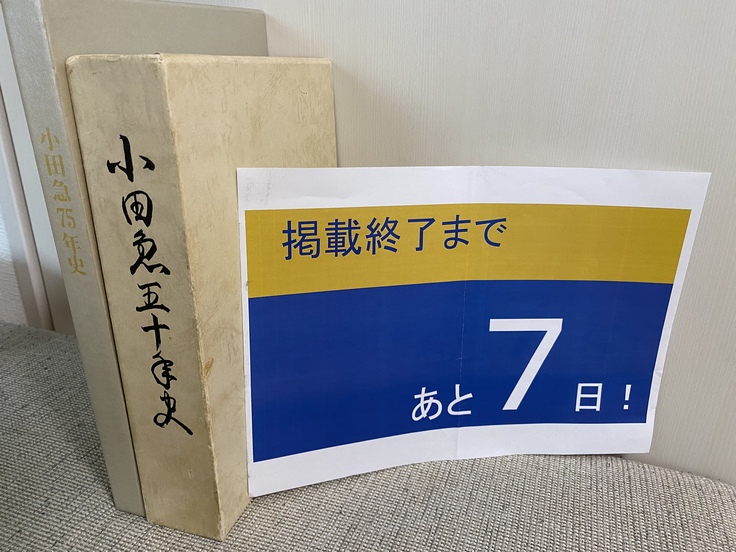 小田急75年史
小田急五十年史
掲載終了まで
あと7日！